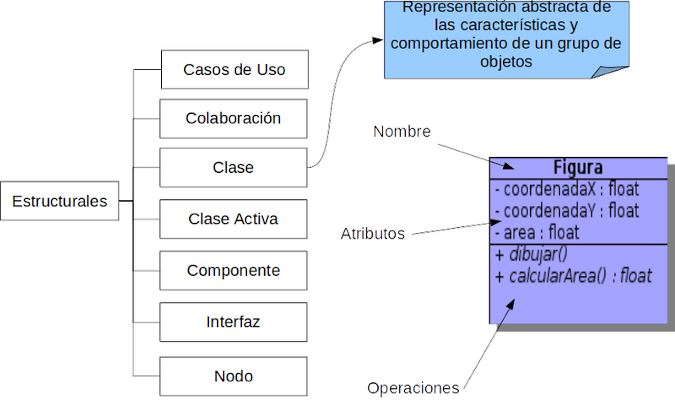 Representación abstracta de
las características y
comportamiento de un grupo de
objetos
Casos de Uso
Colaboración
Clase
Clase Activa
Componente
Interfaz
Nodo
Estructurales
Nombre
Atributos
Operaciones
Figura
- coordenadaX : float
- coordenadaY : float
- area : float
+ dibujar()
+ calcularArea() : float